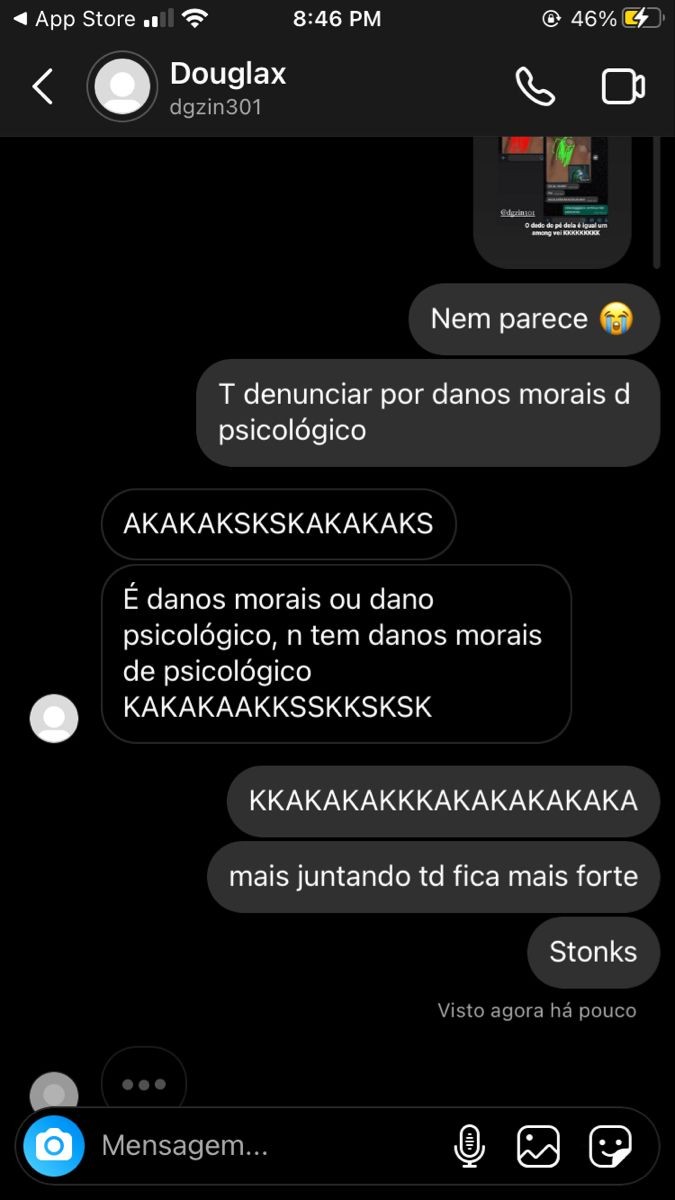 App Store
8:46 PM
46%
Douglax
dgzin301
@dgzin301
O dedo do pé dela é igual um
among vei KKKKKKKKK
Nem parece 😭
T denunciar por danos morais d
psicológico
AKAKAKSKSKAKAKAKS
É danos morais ou dano
psicológico, n tem danos morais
de psicológico
KAKAKAAKKSSKKSKSK
KKAKAKAKKKAKAKAKAKAKA
mais juntando td fica mais forte
Stonks
Visto agora há pouco
Mensagem...